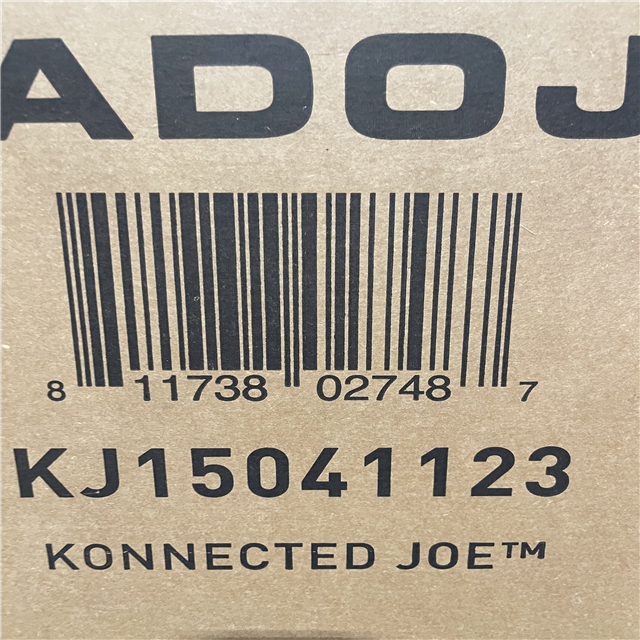 ADOJ
8 11738 02748 7
KJ15041123
KONNECTED JOE™